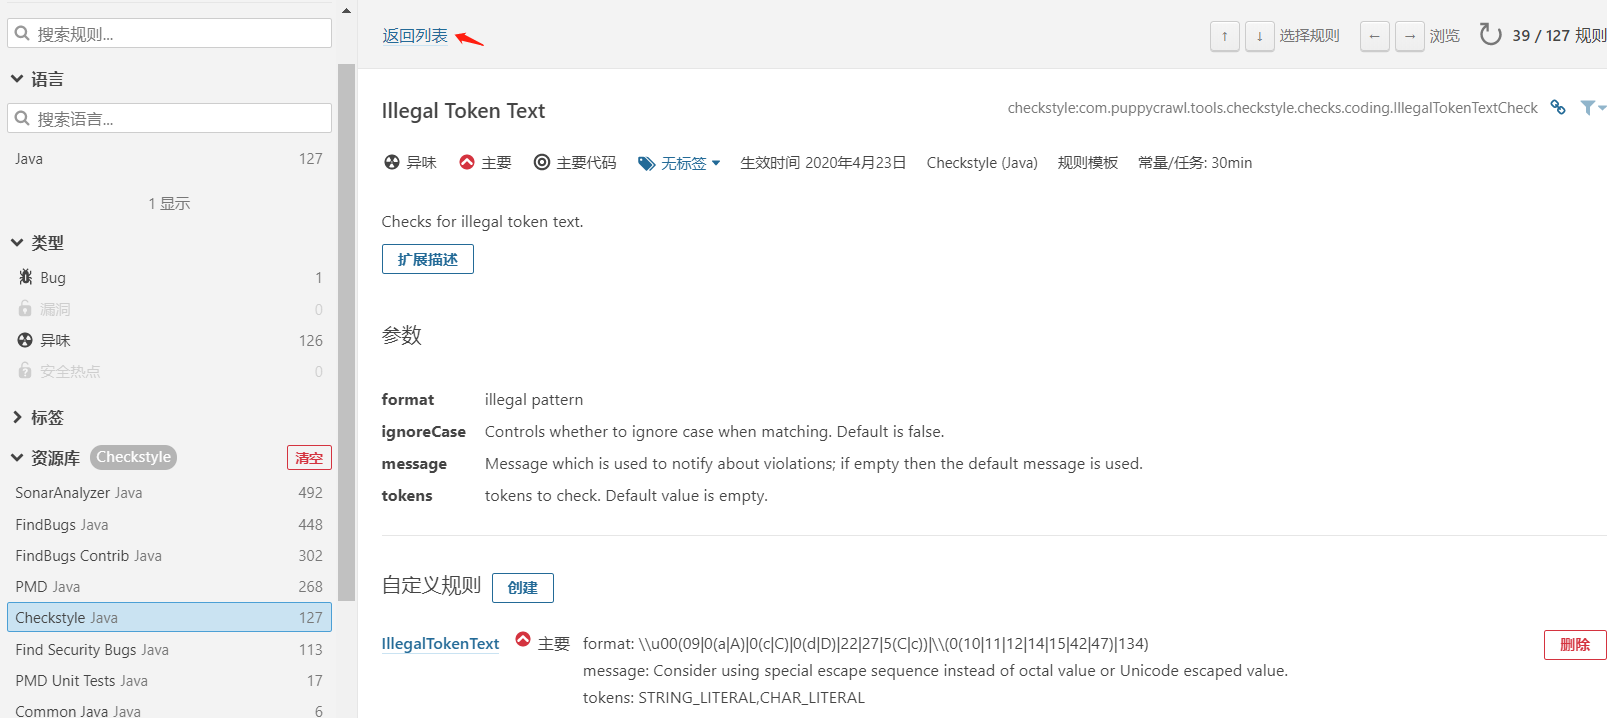 搜索规则...
语言
搜索语言...
Java 127
1 显示
类型
Bug 1
漏洞 0
异味 126
安全热点 0
标签
资源库 Checkstyle 清空
SonarAnalyzer Java 492
FindBugs Java 448
FindBugs Contrib Java 302
PMD Java 268
Checkstyle Java 127
Find Security Bugs Java 113
PMD Unit Tests Java 17
Common Java Java 6
返回列表 ↑ ↓ 选择规则 ← → 浏览 39 / 127 规则
Illegal Token Text checkstyle:com.puppycrawl.tools.checkstyle.checks.coding.IllegalTokenTextCheck
异味 主要 主要代码 无标签 生效时间 2020年4月23日 Checkstyle (Java) 规则模板 常量/任务: 30min
Checks for illegal token text.
扩展描述
参数
format illegal pattern
ignoreCase Controls whether to ignore case when matching. Default is false.
message Message which is used to notify about violations; if empty then the default message is used.
tokens tokens to check. Default value is empty.
自定义规则 创建
IllegalTokenText 主要 format: \\u00(09|0(a|A)|0(c|C)|0(d|D)|22|27|5(C|c))|\\(0(10|11|12|14|15|42|47)|134) 删除
message: Consider using special escape sequence instead of octal value or Unicode escaped value.
tokens: STRING_LITERAL,CHAR_LITERAL